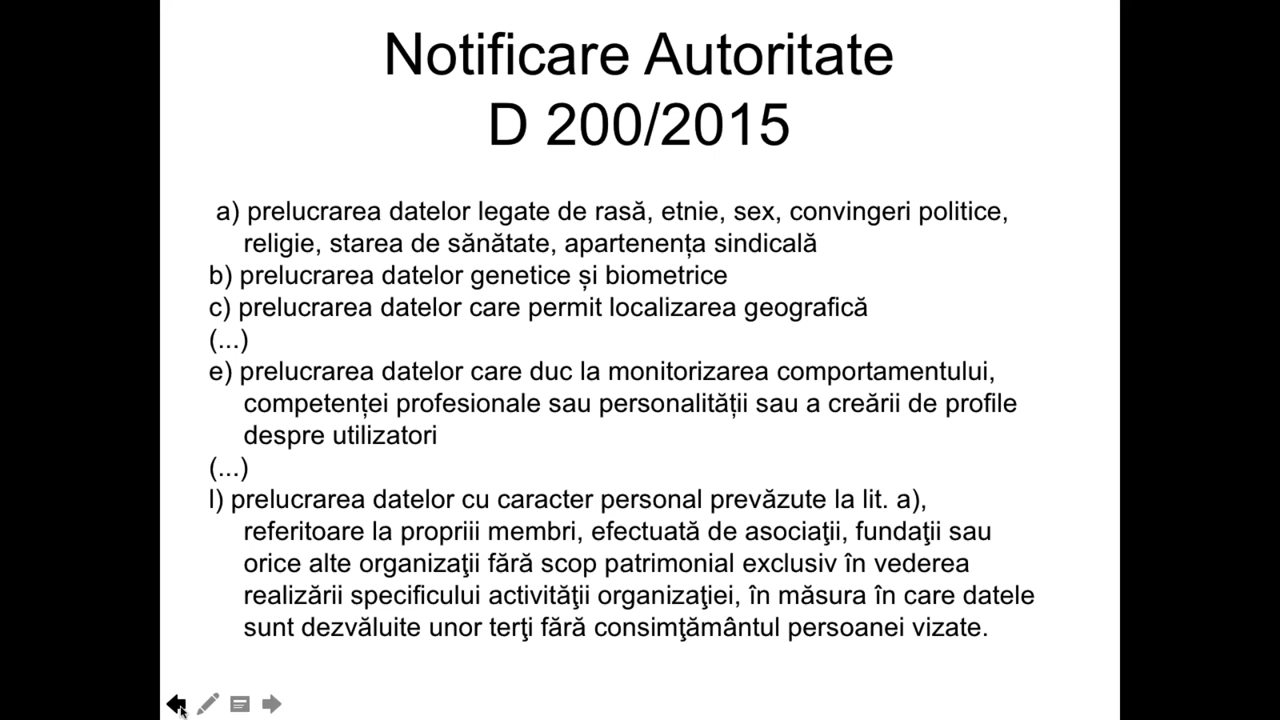 Notificare Autoritate
D 200/2015
a) prelucrarea datelor legate de rasă, etnie, sex, convingeri politice,
religie, starea de sănătate, apartenența sindicală
b) prelucrarea datelor genetice și biometrice
c) prelucrarea datelor care permit localizarea geografică
(...)
e) prelucrarea datelor care duc la monitorizarea comportamentului,
competenței profesionale sau personalității sau a creării de profile
despre utilizatori
(...)
l) prelucrarea datelor cu caracter personal prevăzute la lit. a),
referitoare la propriii membri, efectuată de asociaţii, fundaţii sau
orice alte organizaţii fără scop patrimonial exclusiv în vederea
realizării specificului activităţii organizaţiei, în măsura în care datele
sunt dezvăluite unor terţi fără consimţământul persoanei vizate.